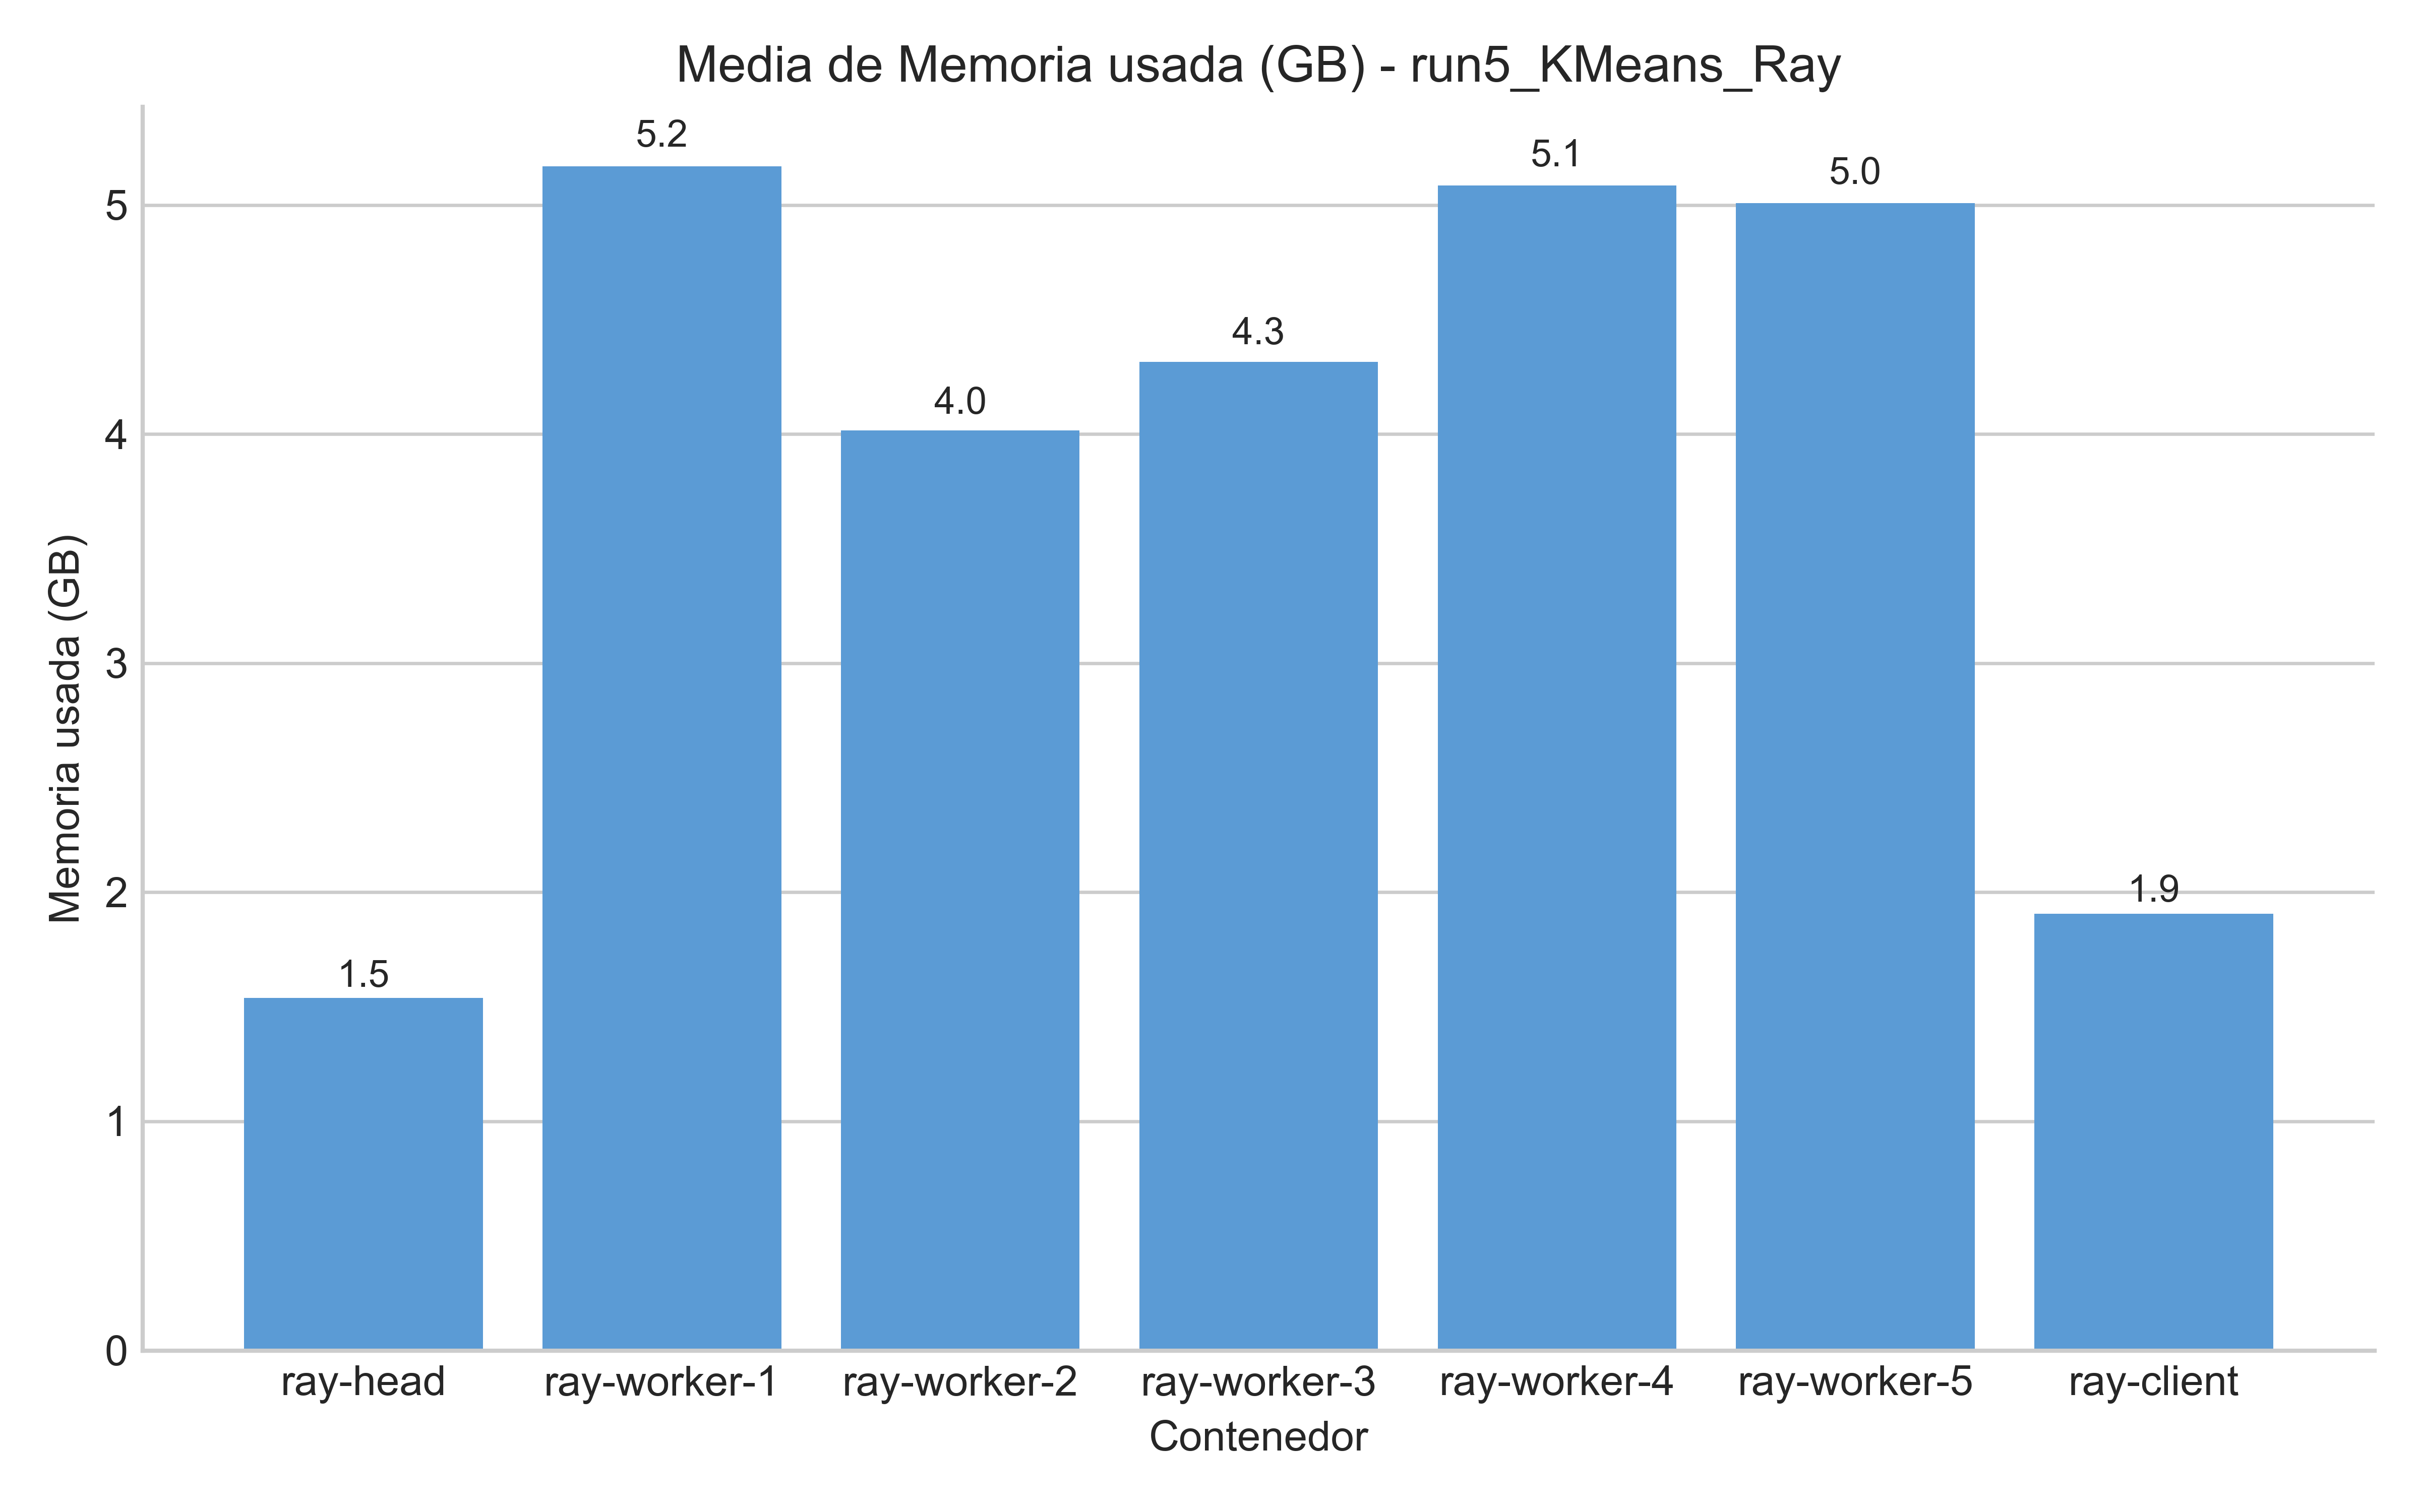 Media de Memoria usada (GB) - run5_KMeans_Ray
5.2
5.1
5.0
4.3
4.0
1.9
1.5
5
4
3
2
1
0
Memoria usada (GB)
ray-head
ray-worker-1
ray-worker-2
ray-worker-3
ray-worker-4
ray-worker-5
ray-client
Contenedor